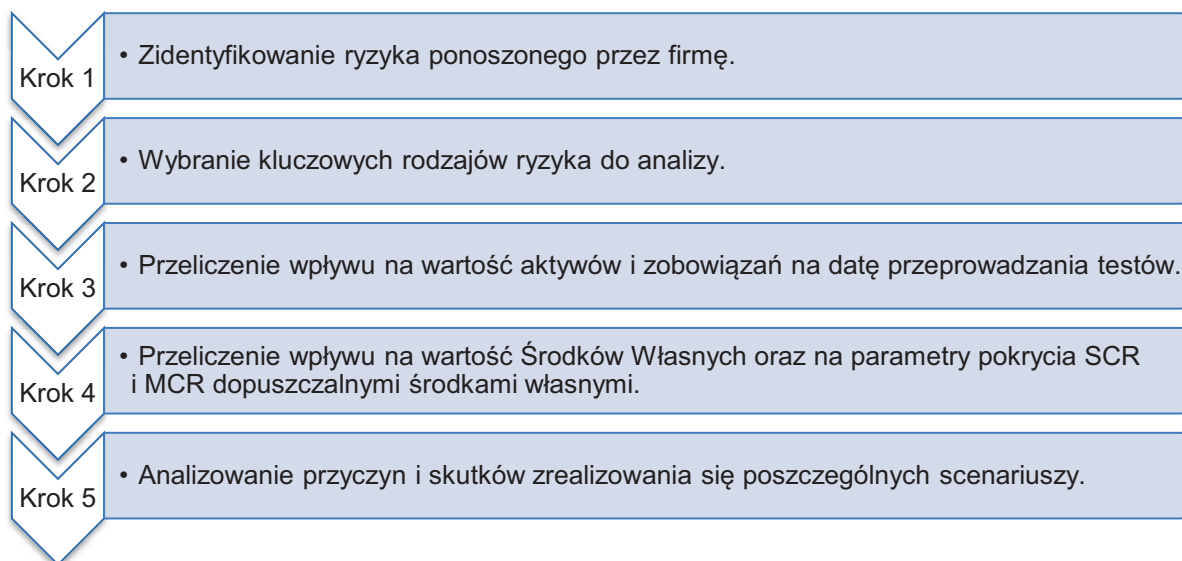 Krok 1
• Zidentyfikowanie ryzyka ponoszonego przez firmę.
Krok 2
• Wybranie kluczowych rodzajów ryzyka do analizy.
Krok 3
• Przeliczenie wpływu na wartość aktywów i zobowiązań na datę przeprowadzania testów.
Krok 4
• Przeliczenie wpływu na wartość Środków Własnych oraz na parametry pokrycia SCR
i MCR dopuszczalnymi środkami własnymi.
Krok 5
• Analizowanie przyczyn i skutków zrealizowania się poszczególnych scenariuszy.